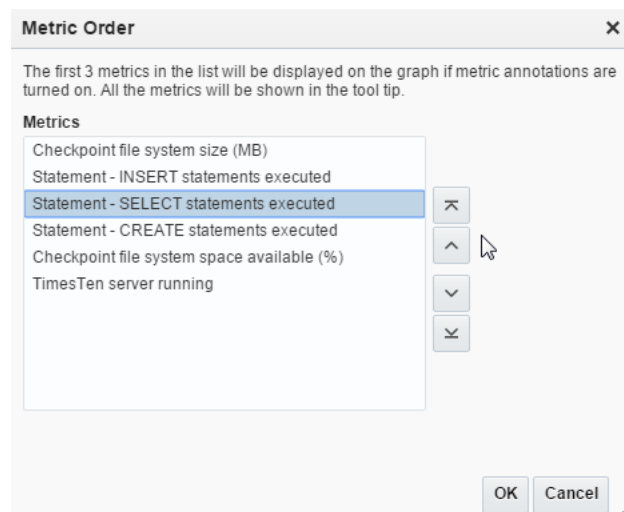 Metric Order
The first 3 metrics in the list will be displayed on the graph if metric annotations are
turned on. All the metrics will be shown in the tool tip.
Metrics
Checkpoint file system size (MB)
Statement - INSERT statements executed
Statement - SELECT statements executed
Statement - CREATE statements executed
Checkpoint file system space available (%)
TimesTen server running
OK Cancel